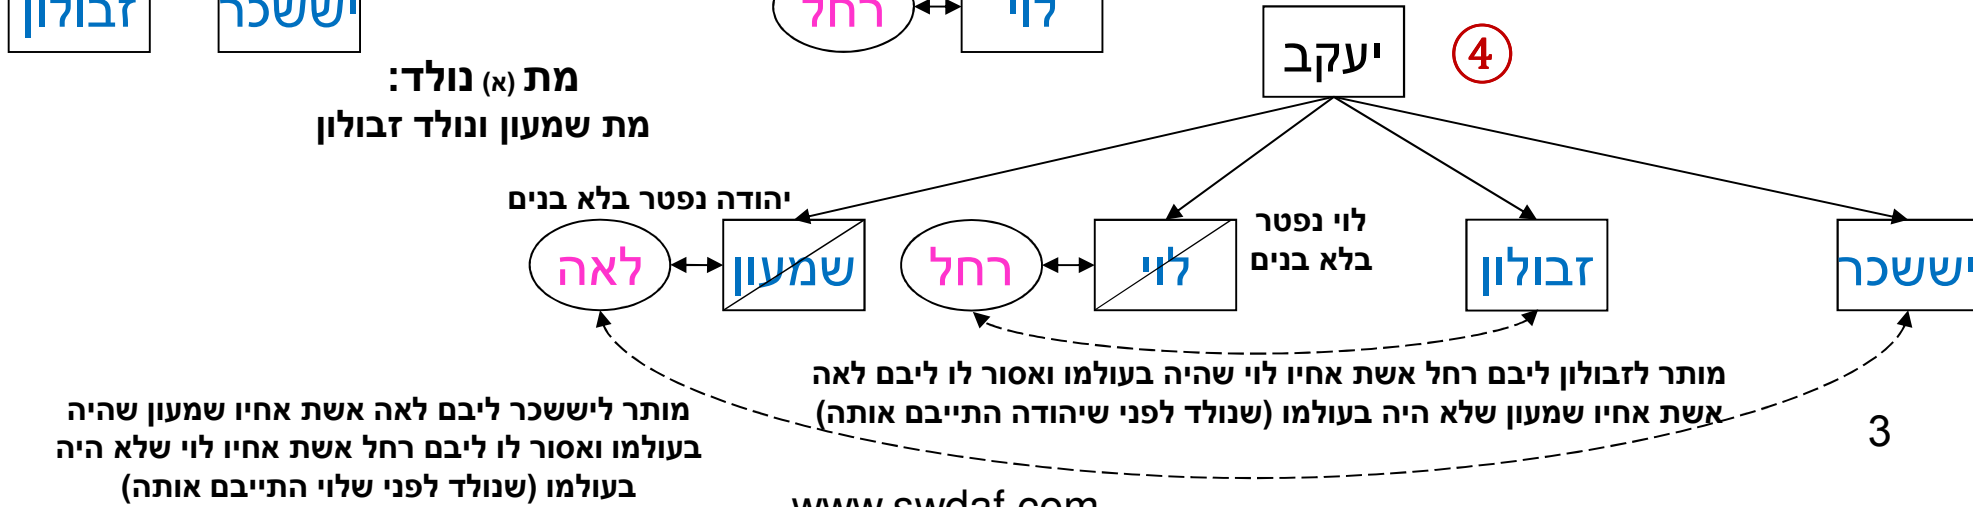 זבולון
יששכר
רחל
לוי
יעקב
④
מת (א) נולד:
מת שמעון ונולד זבולון
יהודה נפטר בלא בנים
לוי נפטר
בלא בנים
לאה
שמעון
רחל
לוי
זבולון
יששכר
מותר לזבולון ליבם רחל אשת אחיו לוי שהיה בעולמו ואסור לו ליבם לאה
אשת אחיו שמעון שלא היה בעולמו (שנולד לפני שיהודה התייבם אותה)
מותר ליששכר ליבם לאה אשת אחיו שמעון שהיה
בעולמו ואסור לו ליבם רחל אשת אחיו לוי שלא היה
בעולמו (שנולד לפני שלוי התייבם אותה)
3
www.swdaf.com